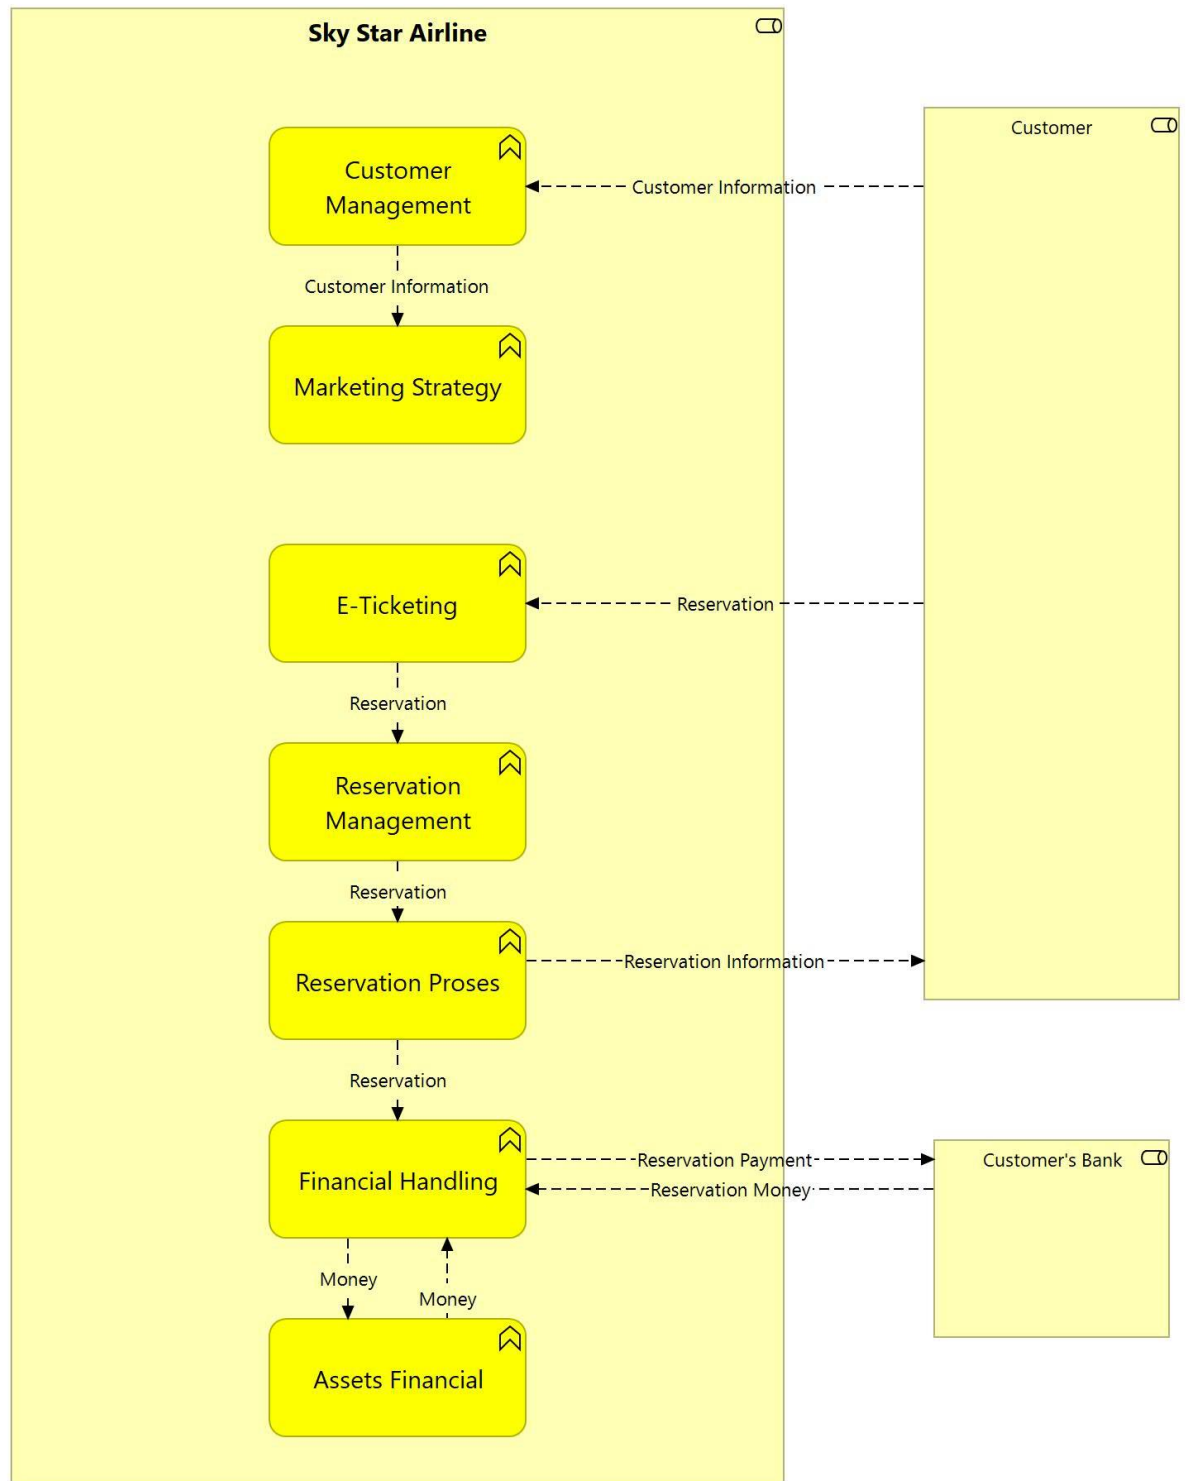 Sky Star Airline
Customer
Customer
Management
Customer Information
Customer Information
Marketing Strategy
E-Ticketing
Reservation
Reservation
Reservation
Management
Reservation
Reservation Proses
Reservation Information
Reservation
Financial Handling
Reservation Payment
Reservation Money
Customer's Bank
Money
Money
Assets Financial